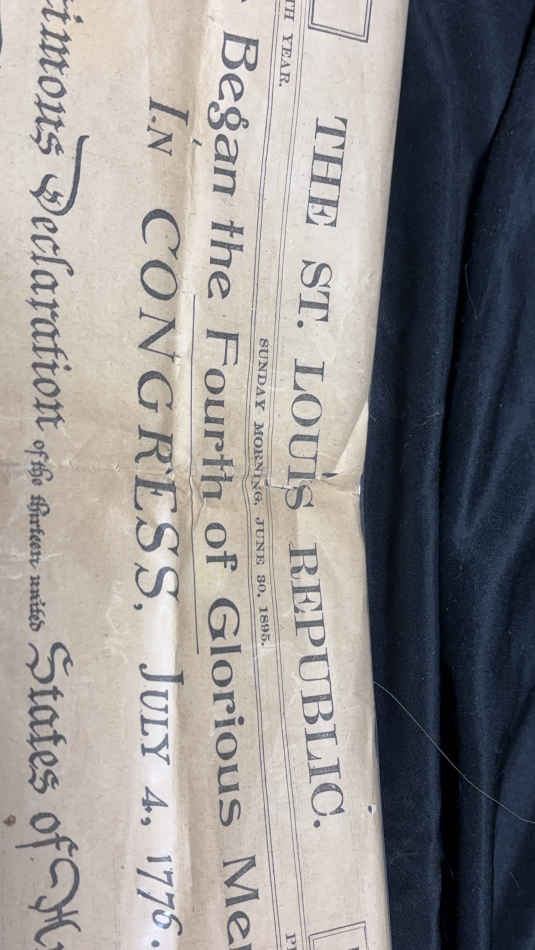 TH YEAR.
THE ST. LOUIS REPUBLIC.
SUNDAY MORNING, JUNE 30, 1895.
Began the Fourth of Glorious Mem
IN CONGRESS, JULY 4, 1776.
nimous Declaration of the thirteen united States of